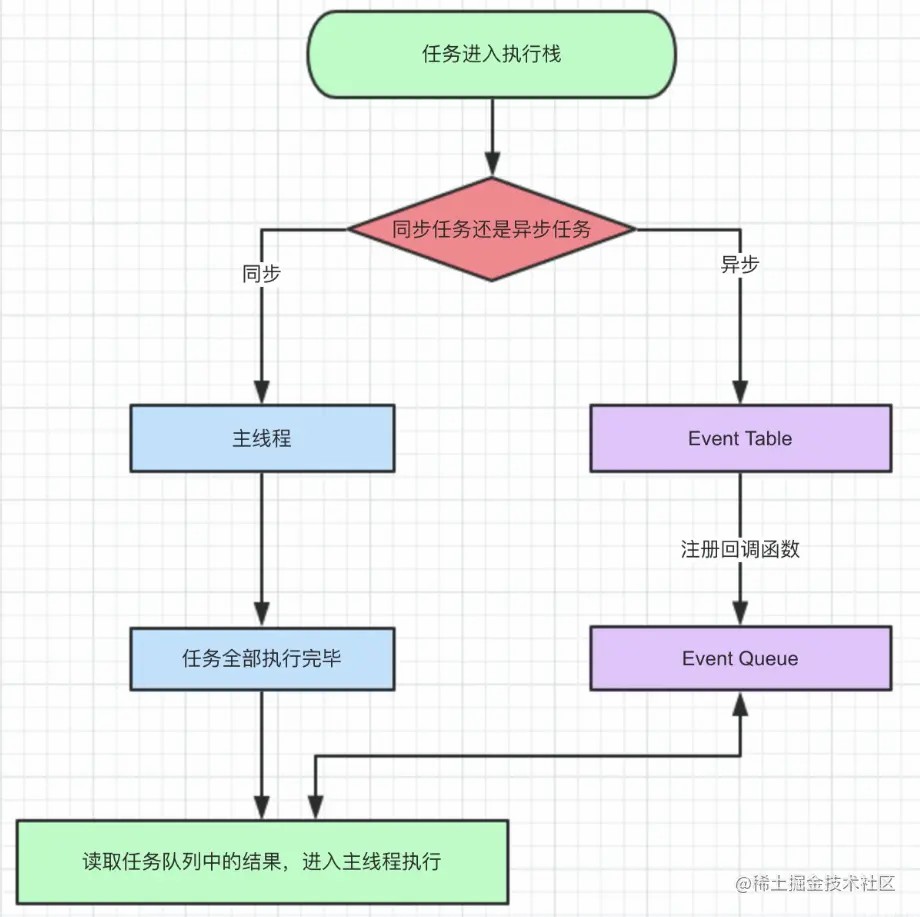 任务进入执行栈
同步任务还是异步任务
同步
异步
主线程
Event Table
注册回调函数
任务全部执行完毕
Event Queue
读取任务队列中的结果，进入主线程执行
@稀土掘金技术社区